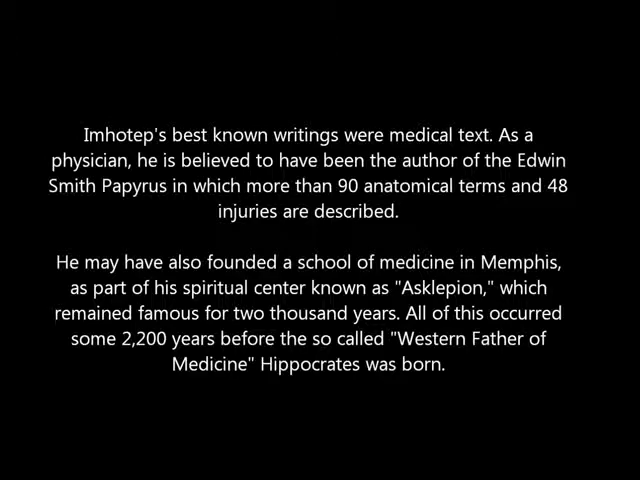 Imhotep's best known writings were medical text. As a
physician, he is believed to have been the author of the Edwin
Smith Papyrus in which more than 90 anatomical terms and 48
injuries are described.
He may have also founded a school of medicine in Memphis,
as part of his spiritual center known as "Asklepion," which
remained famous for two thousand years. All of this occurred
some 2,200 years before the so called "Western Father of
Medicine" Hippocrates was born.